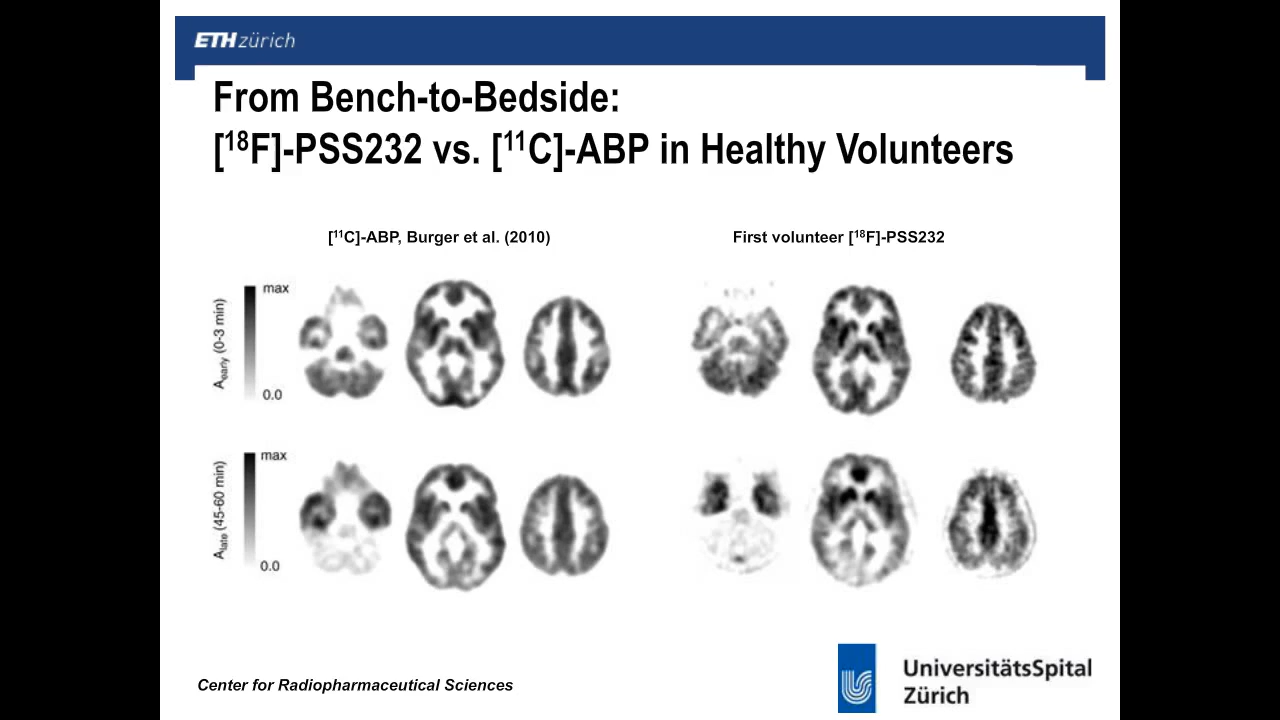 ETH zürich
From Bench-to-Bedside:
[¹⁸F]-PSS232 vs. [¹¹C]-ABP in Healthy Volunteers
[¹¹C]-ABP, Burger et al. (2010)
First volunteer [¹⁸F]-PSS232
A early (0-3 min)
max
0.0
A late (45-60 min)
max
0.0
Center for Radiopharmaceutical Sciences
UniversitätsSpital
Zürich